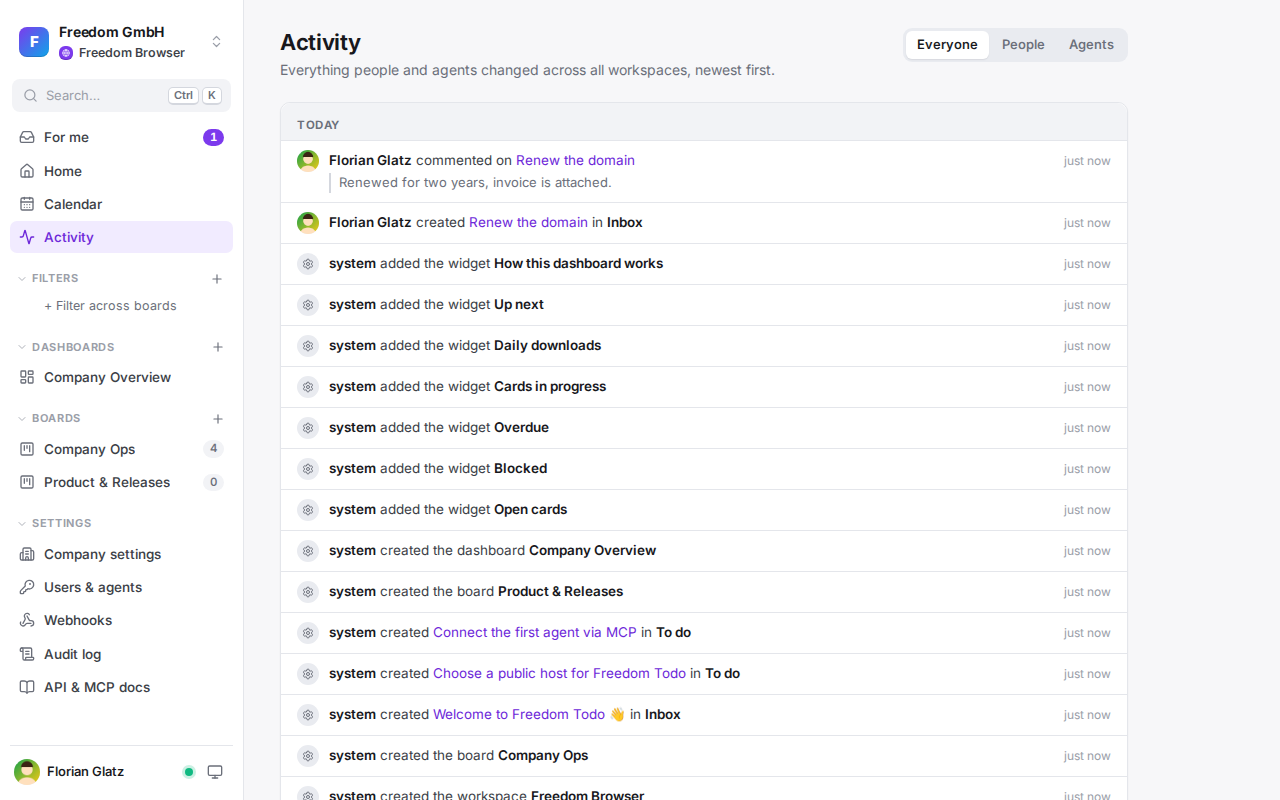 F
Freedom GmbH
Freedom Browser
Search...
Ctrl
K
For me
1
Home
Calendar
Activity
FILTERS
+ Filter across boards
DASHBOARDS
Company Overview
BOARDS
Company Ops
4
Product & Releases
0
SETTINGS
Company settings
Users & agents
Webhooks
Audit log
API & MCP docs
Florian Glatz
Activity
Everything people and agents changed across all workspaces, newest first.
Everyone
People
Agents
TODAY
Florian Glatz commented on Renew the domain just now
Renewed for two years, invoice is attached.
Florian Glatz created Renew the domain in Inbox just now
system added the widget How this dashboard works just now
system added the widget Up next just now
system added the widget Daily downloads just now
system added the widget Cards in progress just now
system added the widget Overdue just now
system added the widget Blocked just now
system added the widget Open cards just now
system created the dashboard Company Overview just now
system created the board Product & Releases just now
system created Connect the first agent via MCP in To do just now
system created Choose a public host for Freedom Todo in To do just now
system created Welcome to Freedom Todo 👋 in Inbox just now
system created the board Company Ops just now
system created the workspace Freedom Browser just now